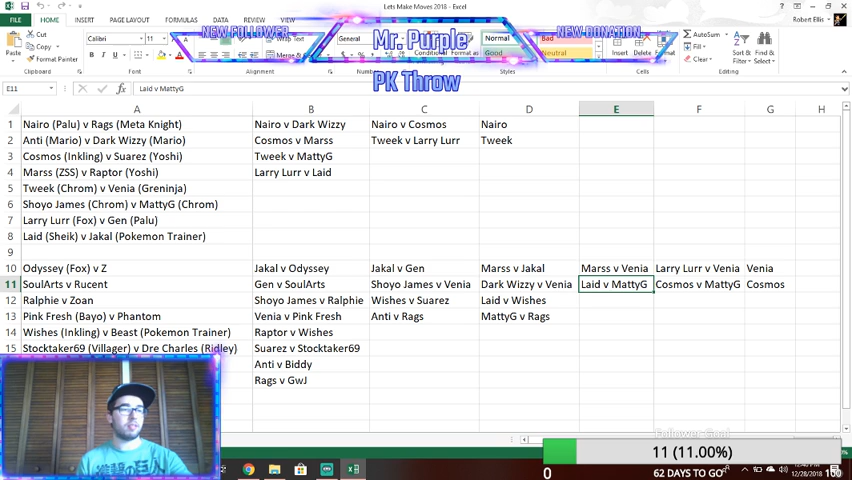 Lets Make Moves 2018 - Excel
FILE HOME INSERT PAGE LAYOUT FORMULAS DATA REVIEW VIEW Robert Ellis
Cut
Copy
Paste
Format Painter
Clipboard
Calibri 11
B I U
Font
Wrap Text
Merge
Alignment
General
Normal
Bad
Good
Neutral
Styles
Insert Delete Format
Cells
AutoSum
Fill
Clear
Sort & Filter
Find & Select
Editing
NEW FOLLOWER
Mr. Purple
NEW DONATION
PK Throw
E11 fx Laid v MattyG
A B C D E F G H
1 Nairo (Palu) v Rags (Meta Knight) Nairo v Dark Wizzy Nairo v Cosmos Nairo
2 Anti (Mario) v Dark Wizzy (Mario) Cosmos v Marss Tweek v Larry Lurr Tweek
3 Cosmos (Inkling) v Suarez (Yoshi) Tweek v MattyG
4 Marss (ZSS) v Raptor (Yoshi) Larry Lurr v Laid
5 Tweek (Chrom) v Venia (Greninja)
6 Shoyo James (Chrom) v MattyG (Chrom)
7 Larry Lurr (Fox) v Gen (Palu)
8 Laid (Sheik) v Jakal (Pokemon Trainer)
9
10 Odyssey (Fox) v Z Jakal v Odyssey Jakal v Gen Marss v Jakal Marss v Venia Larry Lurr v Venia Venia
11 SoulArts v Rucent Gen v SoulArts Shoyo James v Venia Dark Wizzy v Venia Laid v MattyG Cosmos v MattyG Cosmos
12 Ralphie v Zoan Shoyo James v Ralphie Wishes v Suarez Laid v Wishes
13 Pink Fresh (Bayo) v Phantom Venia v Pink Fresh Anti v Rags MattyG v Rags
14 Wishes (Inkling) v Beast (Pokemon Trainer) Raptor v Wishes
15 Stocktaker69 (Villager) v Dre Charles (Ridley) Suarez v Stocktaker69
Anti v Biddy
Rags v GwJ
Follower Goal
11 (11.00%)
0 62 DAYS TO GO 100
12:40 PM
12/28/2018